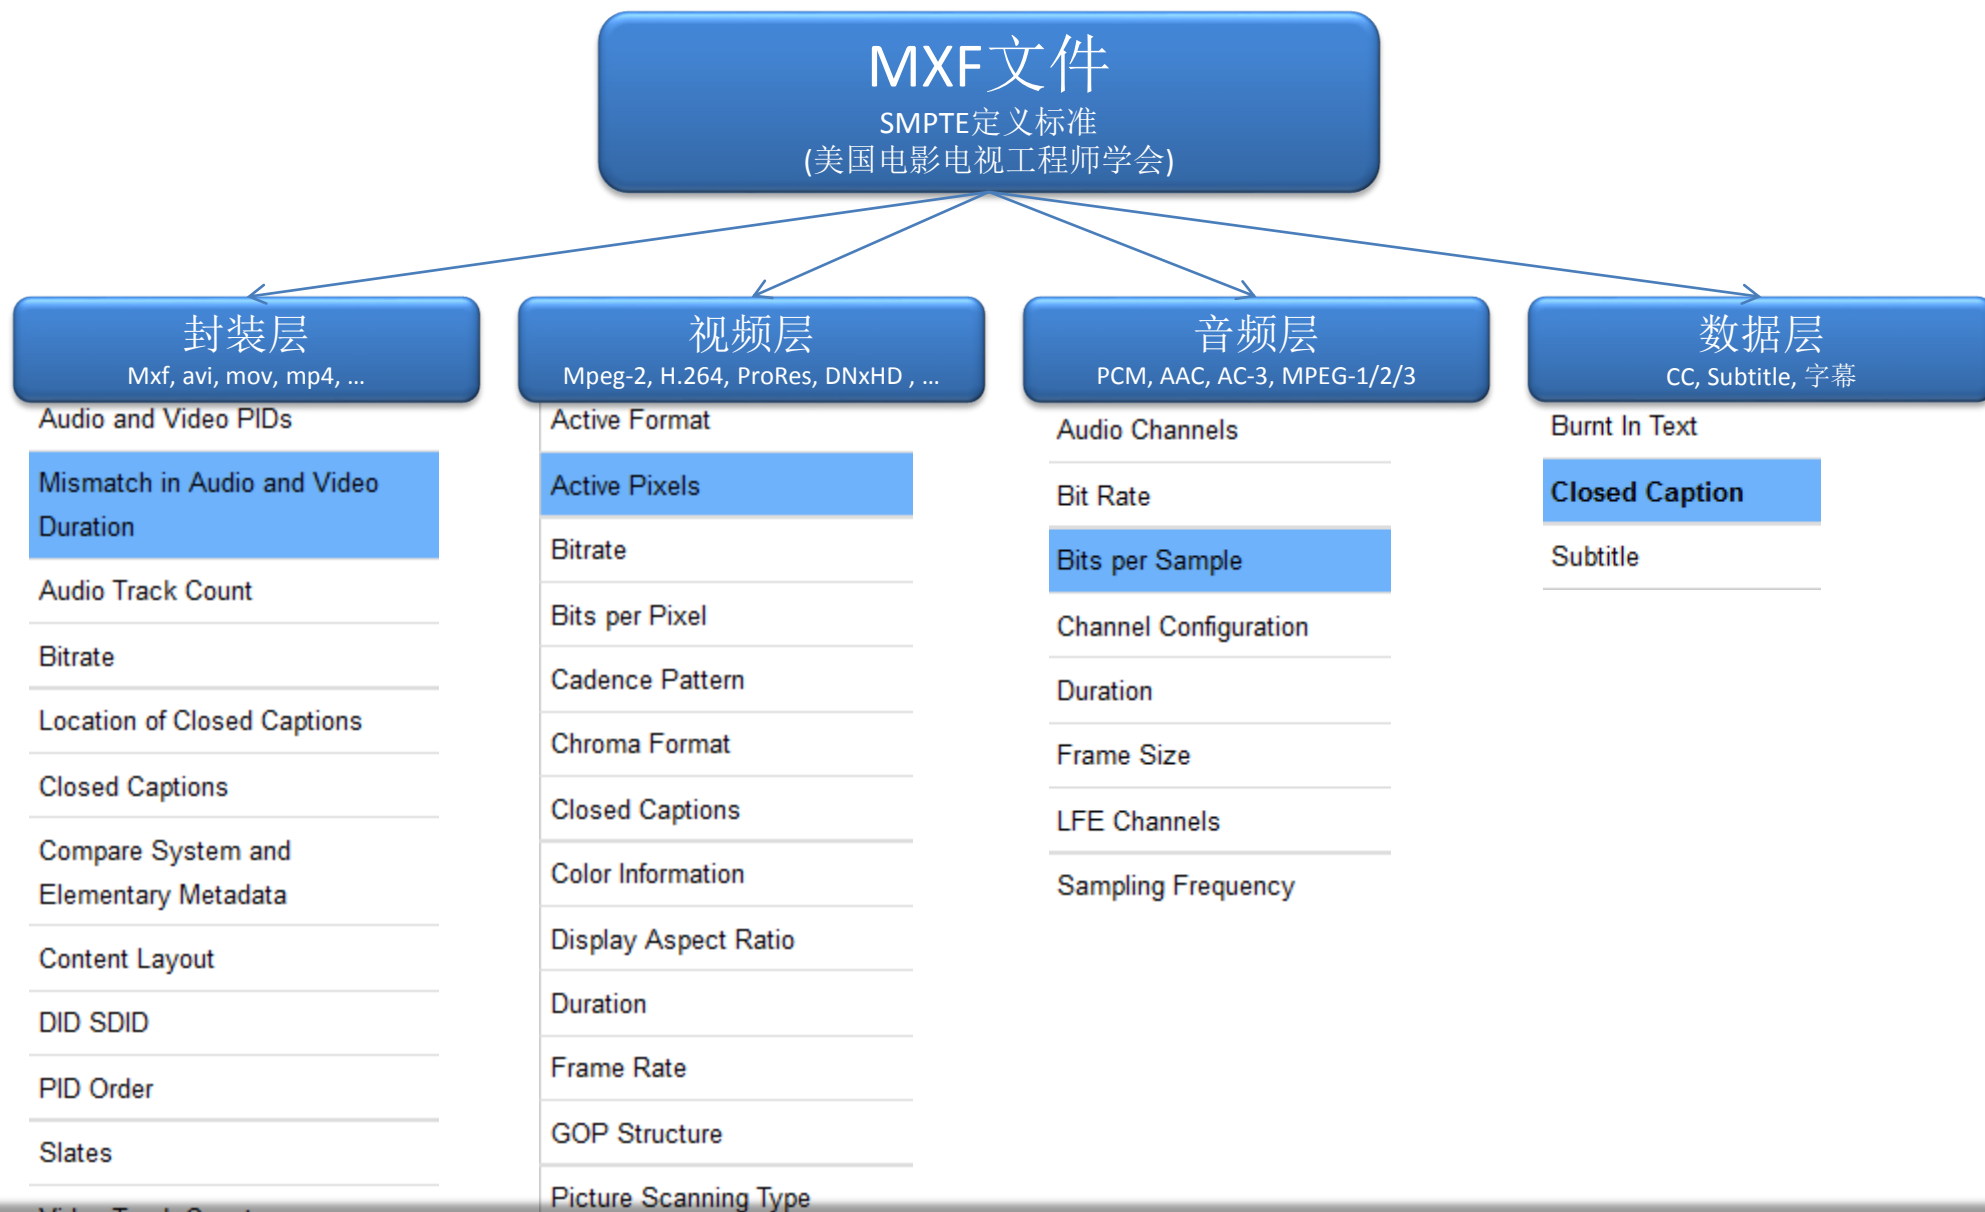 MXF文件
SMPTE定义标准
(美国电影电视工程师学会)
封装层
Mxf, avi, mov, mp4, ...
Audio and Video PIDs
Mismatch in Audio and Video
Duration
Audio Track Count
Bitrate
Location of Closed Captions
Closed Captions
Compare System and
Elementary Metadata
Content Layout
DID SDID
PID Order
Slates
视频层
Mpeg-2, H.264, ProRes, DNxHD , ...
Active Format
Active Pixels
Bitrate
Bits per Pixel
Cadence Pattern
Chroma Format
Closed Captions
Color Information
Display Aspect Ratio
Duration
Frame Rate
GOP Structure
Picture Scanning Type
音频层
PCM, AAC, AC-3, MPEG-1/2/3
Audio Channels
Bit Rate
Bits per Sample
Channel Configuration
Duration
Frame Size
LFE Channels
Sampling Frequency
数据层
CC, Subtitle, 字幕
Burnt In Text
Closed Caption
Subtitle